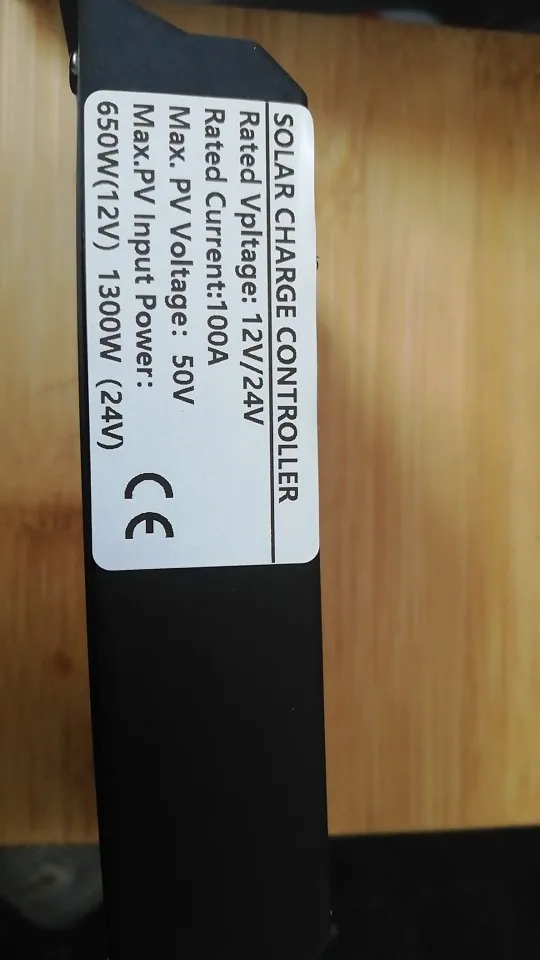 SOLAR CHARGE CONTROLLER
Rated Vpltage: 12V/24V
Rated Current:100A
Max. PV Voltage: 50V
Max.PV Input Power:
650W(12V) 1300W (24V)
CE